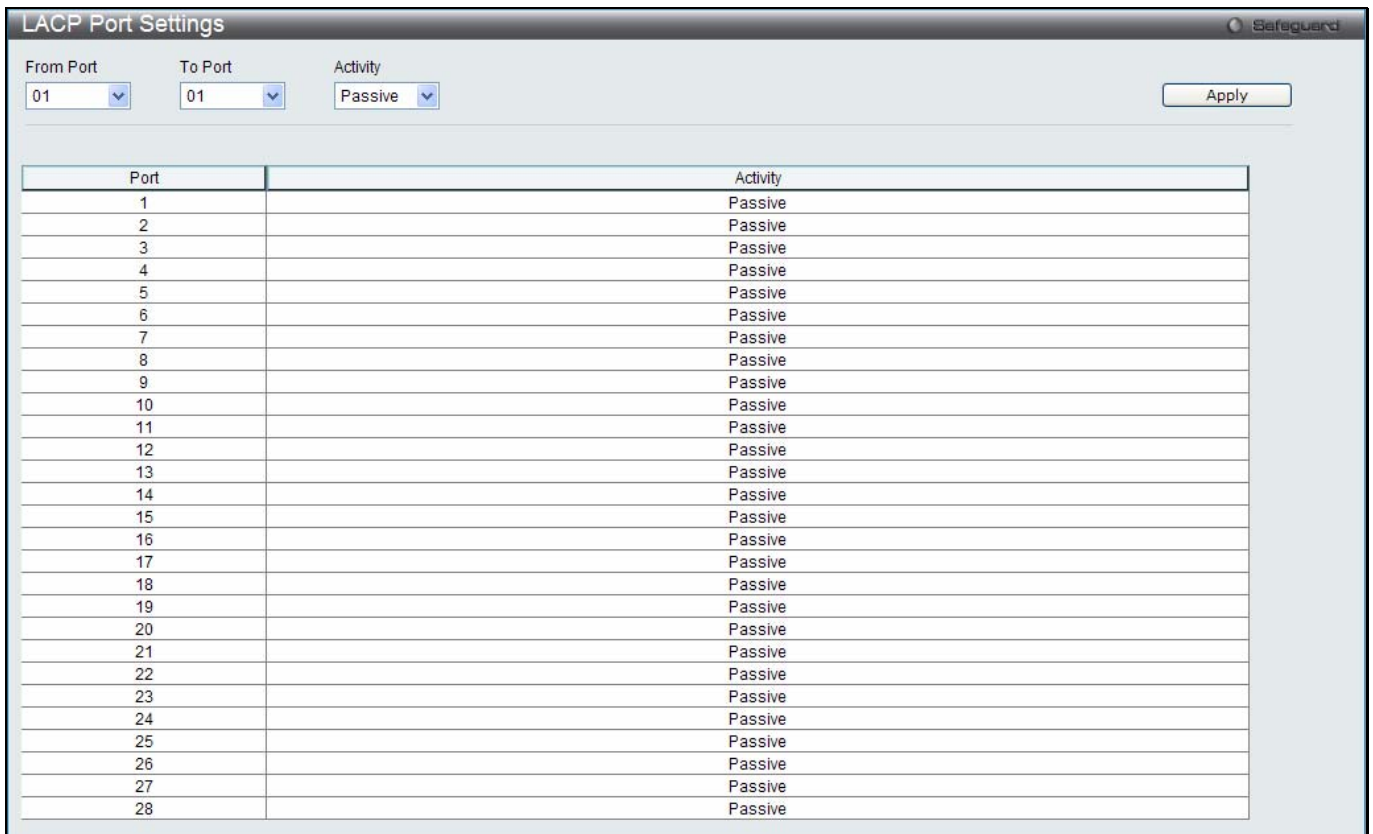 LACP Port Settings
Safeguard
From Port To Port Activity
01 01 Passive Apply
Port Activity
1 Passive
2 Passive
3 Passive
4 Passive
5 Passive
6 Passive
7 Passive
8 Passive
9 Passive
10 Passive
11 Passive
12 Passive
13 Passive
14 Passive
15 Passive
16 Passive
17 Passive
18 Passive
19 Passive
20 Passive
21 Passive
22 Passive
23 Passive
24 Passive
25 Passive
26 Passive
27 Passive
28 Passive